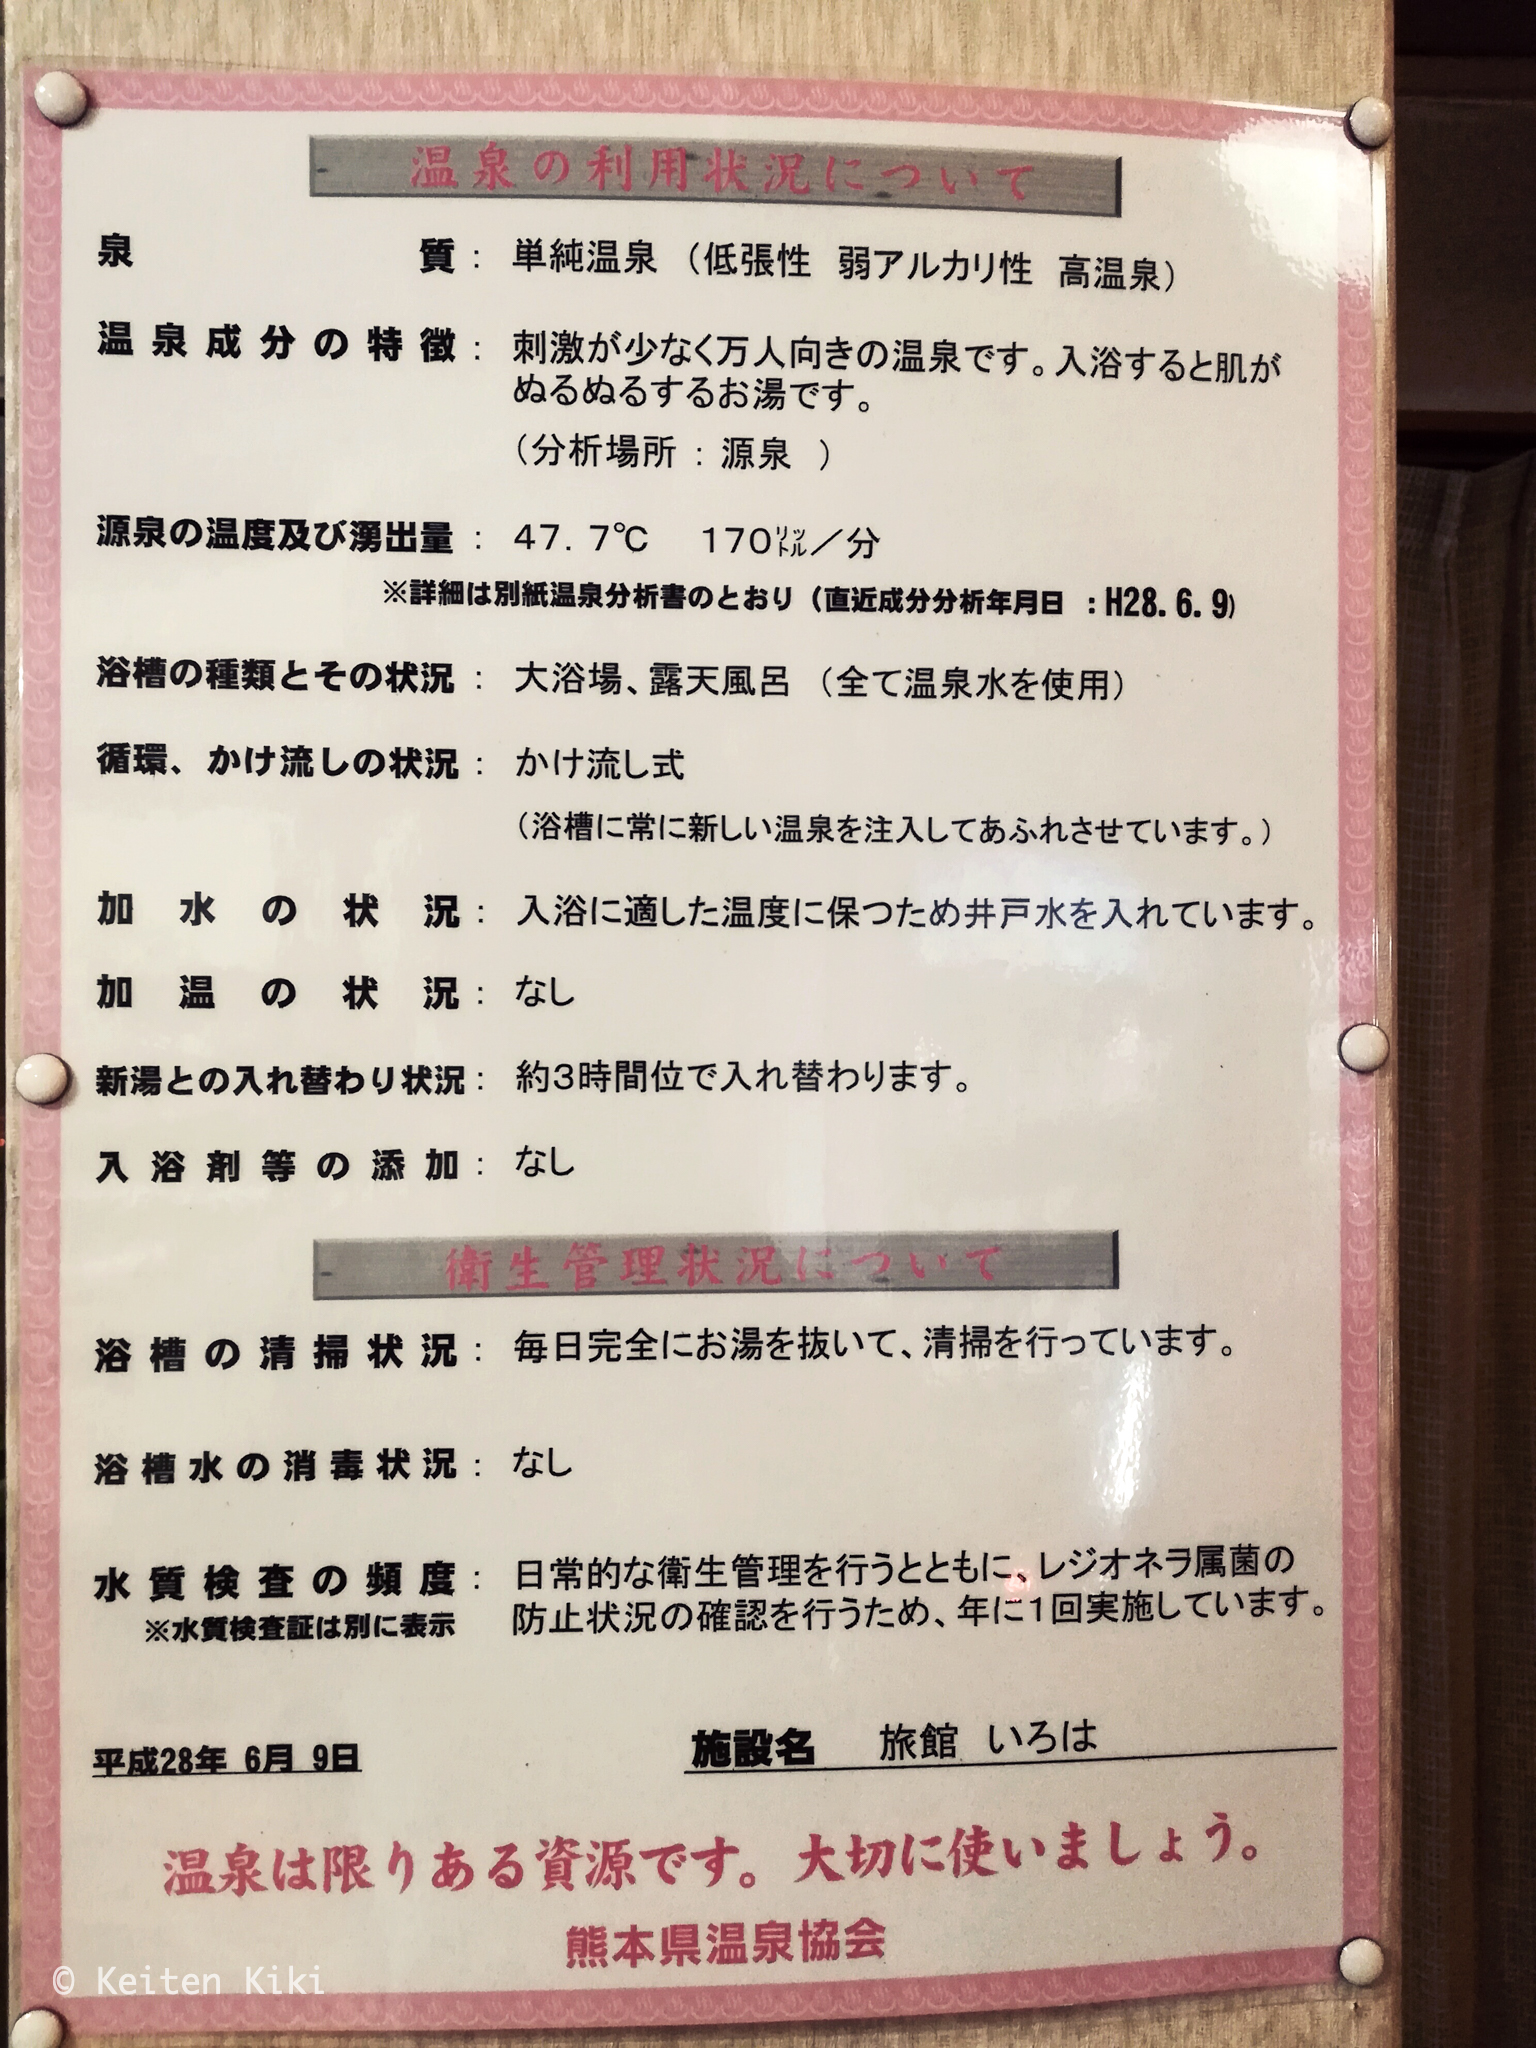 温泉の利用状況について
泉質： 単純温泉 （低張性 弱アルカリ性 高温泉）
温泉成分の特徴： 刺激が少なく万人向きの温泉です。入浴すると肌が
ぬるぬるするお湯です。
（分析場所：源泉 ）
源泉の温度及び湧出量： 47．7℃ 170㍑／分
※詳細は別紙温泉分析書のとおり（直近成分分析年月日 ：H28.6.9）
浴槽の種類とその状況： 大浴場、露天風呂 （全て温泉水を使用）
循環、かけ流しの状況： かけ流し式
（浴槽に常に新しい温泉を注入してあふれさせています。）
加水の状況： 入浴に適した温度に保つため井戸水を入れています。
加温の状況： なし
新湯との入れ替わり状況： 約3時間位で入れ替わります。
入浴剤等の添加： なし
衛生管理状況について
浴槽の清掃状況： 毎日完全にお湯を抜いて、清掃を行っています。
浴槽水の消毒状況： なし
水質検査の頻度： 日常的な衛生管理を行うとともに、レジオネラ属菌の
※水質検査証は別に表示 防止状況の確認を行うため、年に1回実施しています。
平成28年 6月 9日 施設名 旅館 いろは
温泉は限りある資源です。大切に使いましょう。
熊本県温泉協会
© Keiten Kiki